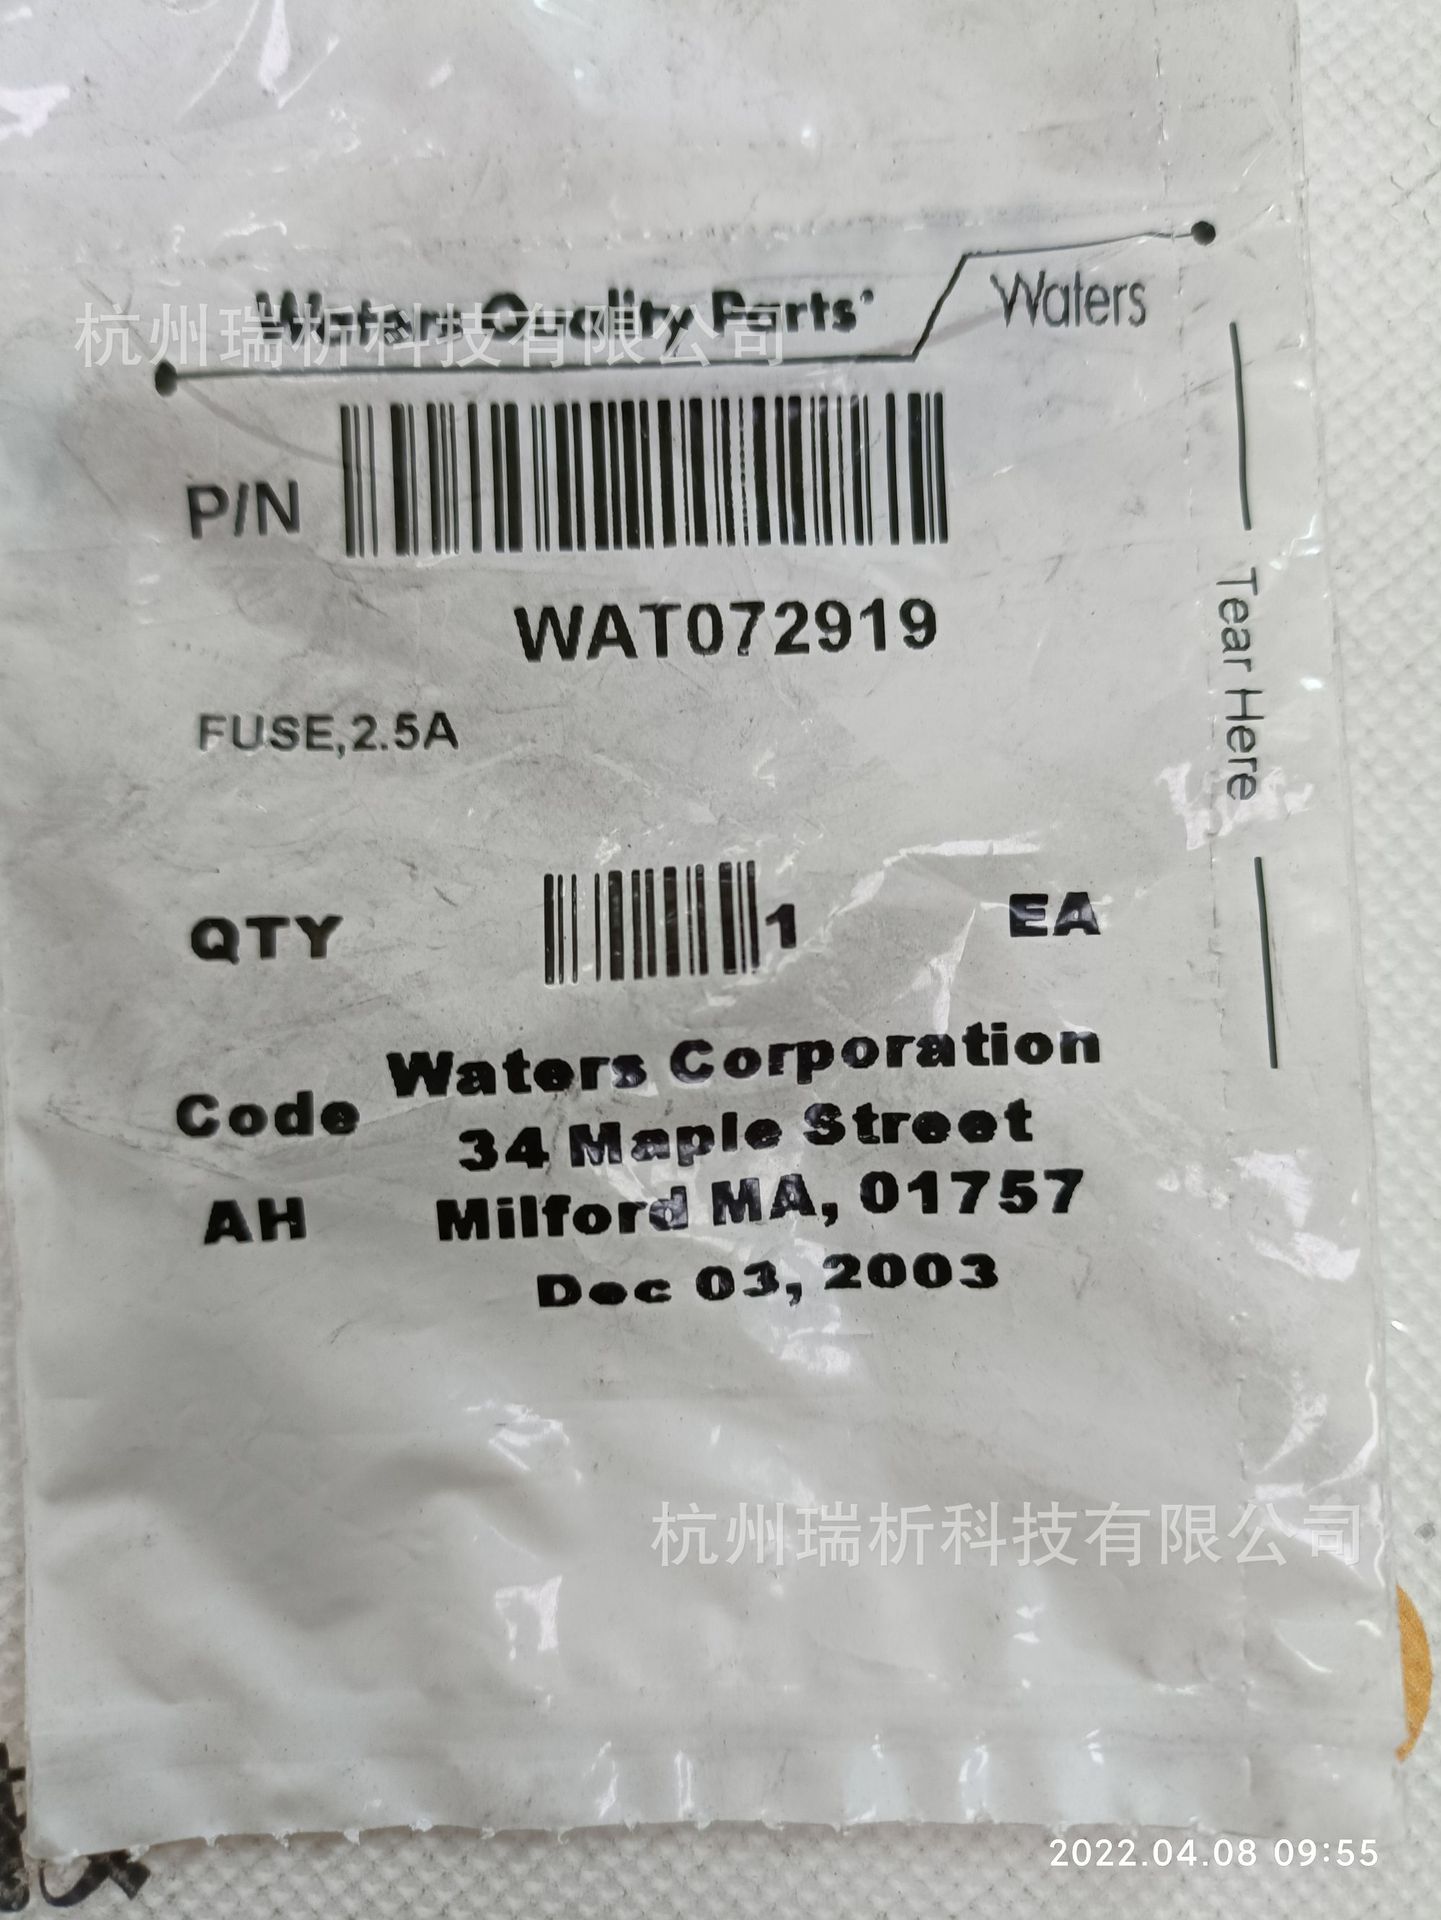 Waters Quality Parts
Waters
杭州瑞析科技有限公司
P/N
WAT072919
FUSE,2.5A
Tear Here
QTY
1
EA
Code
AH
Waters Corporation
34 Maple Street
Milford MA, 01757
Dec 03, 2003
杭州瑞析科技有限公司
2022.04.08 09:55